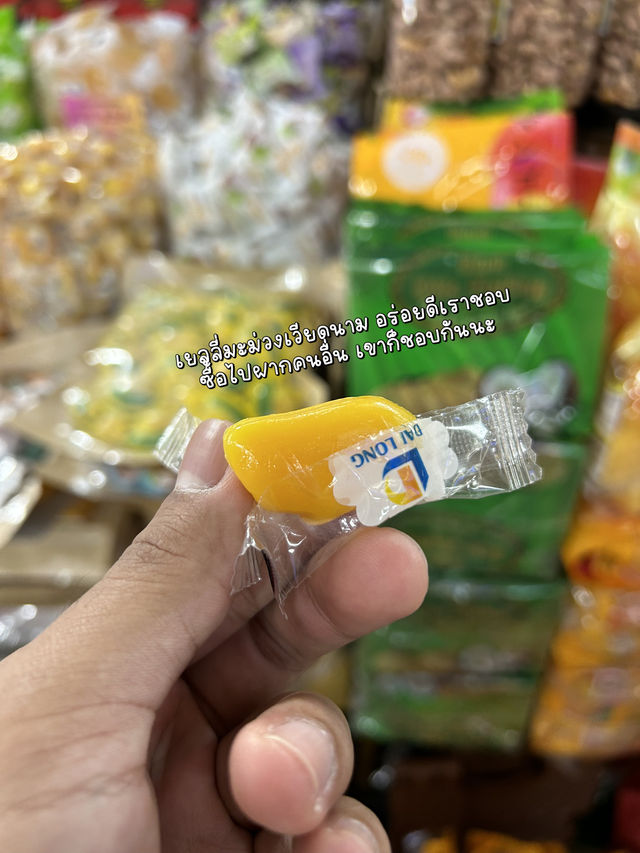 เยลลี่มะม่วงเวียดนาม อร่อยดีเราชอบ
ซื้อไปฝากคนอื่น เขาก็ชอบกันนะ
DAI LONG